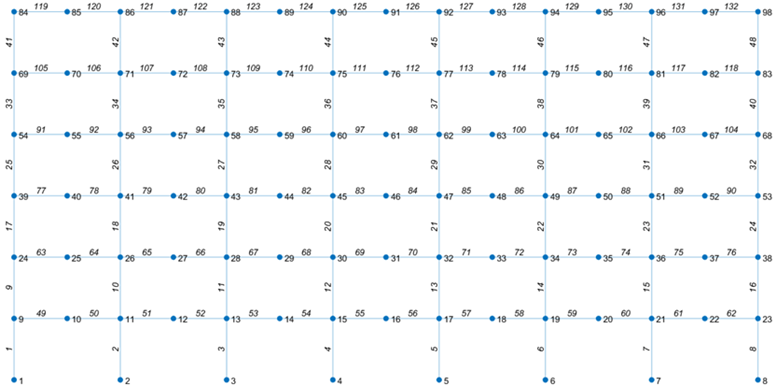 119 120 121 122 123 124 125 126 127 128 129 130 131 132
84 85 86 87 88 89 90 91 92 93 94 95 96 97 98
41 42 43 44 45 46 47 48
105 106 107 108 109 110 111 112 113 114 115 116 117 118
69 70 71 72 73 74 75 76 77 78 79 80 81 82 83
33 34 35 36 37 38 39 40
91 92 93 94 95 96 97 98 99 100 101 102 103 104
54 55 56 57 58 59 60 61 62 63 64 65 66 67 68
25 26 27 28 29 30 31 32
77 78 79 80 81 82 83 84 85 86 87 88 89 90
39 40 41 42 43 44 45 46 47 48 49 50 51 52 53
17 18 19 20 21 22 23 24
63 64 65 66 67 68 69 70 71 72 73 74 75 76
24 25 26 27 28 29 30 31 32 33 34 35 36 37 38
9 10 11 12 13 14 15 16
49 50 51 52 53 54 55 56 57 58 59 60 61 62
9 10 11 12 13 14 15 16 17 18 19 20 21 22 23
1 2 3 4 5 6 7 8
1 2 3 4 5 6 7 8